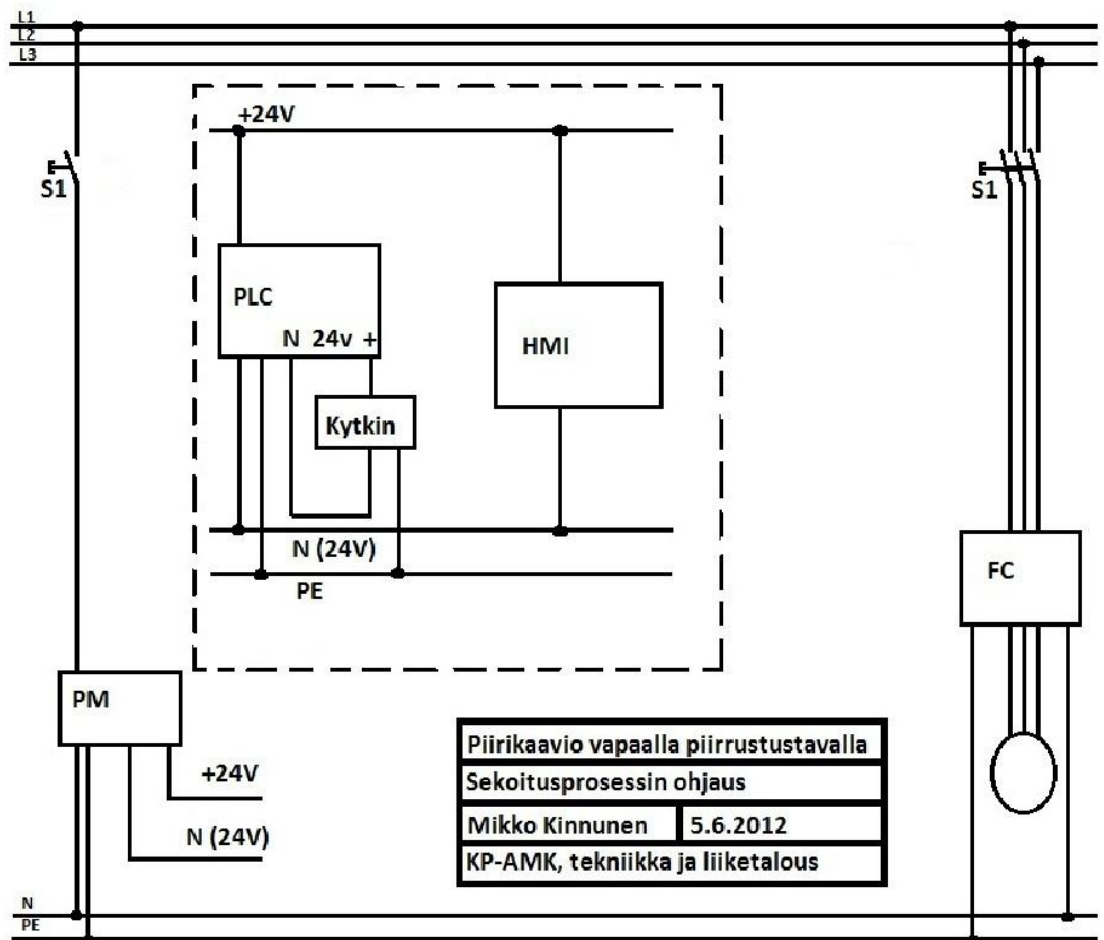 L1
L2
L3
+24V
S1
S1
PLC
N 24v +
HMI
Kytkin
N (24V)
PE
FC
PM
+24V
N (24V)
Piirikaavio vapaalla piirrustustavalla
Sekoitusprosessin ohjaus
Mikko Kinnunen 5.6.2012
KP-AMK, tekniikka ja liiketalous
N
PE